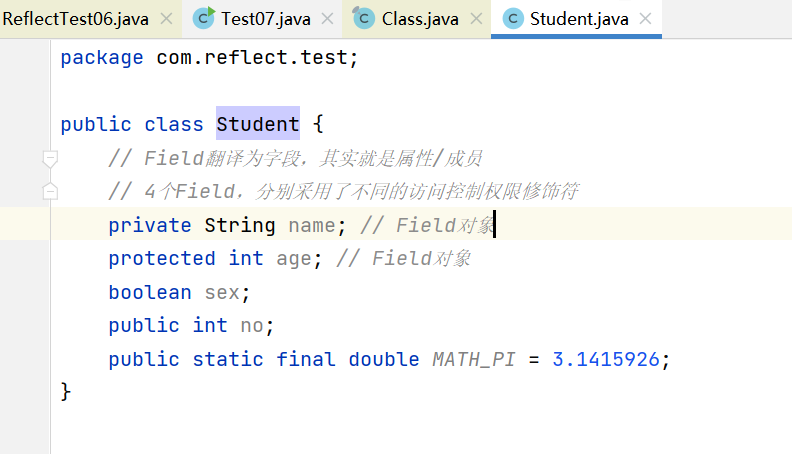 ReflectTest06.java Test07.java Class.java Student.java
package com.reflect.test;
public class Student {
// Field翻译为字段，其实就是属性/成员
// 4个Field，分别采用了不同的访问控制权限修饰符
private String name; // Field对象
protected int age; // Field对象
boolean sex;
public int no;
public static final double MATH_PI = 3.1415926;
}